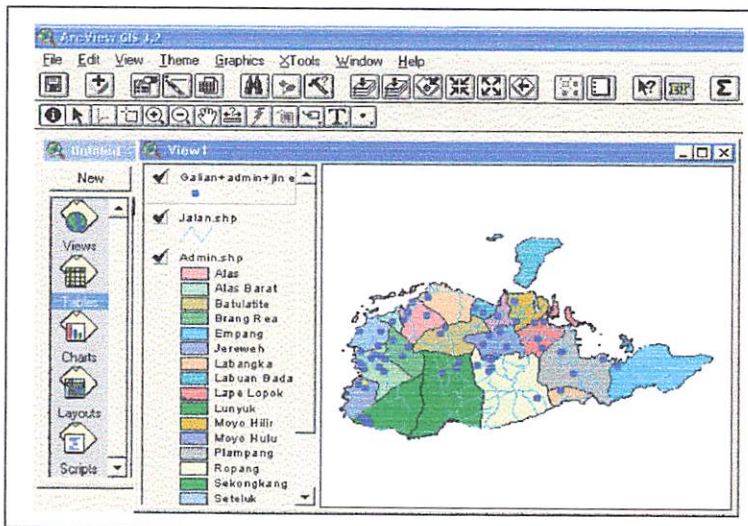 ArcView GIS 3.2
File Edit View Theme Graphics XTools Window Help
Untitled
View1
New
Views
Tables
Charts
Layouts
Scripts
Galian+admin+jln e
Jalan.shp
Admin.shp
Alas
Alas Barat
Batulatite
Brang Rea
Empang
Jereweh
Labangka
Labuan Bada
Lape Lopok
Lunyuk
Moyo Hilir
Moyo Hulu
Plampang
Ropang
Sekongkang
Seteluk